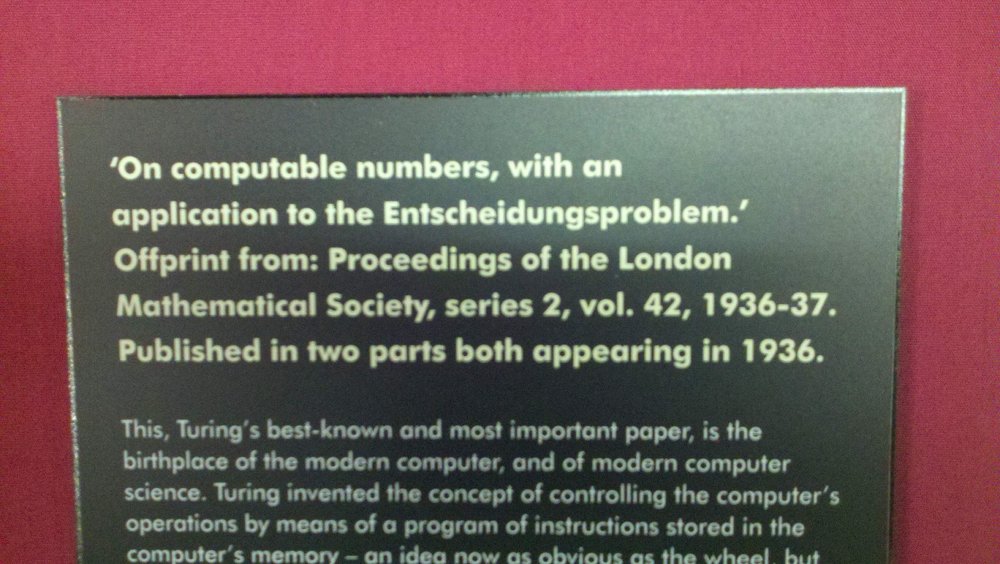 ‘On computable numbers, with an
application to the Entscheidungsproblem.’
Offprint from: Proceedings of the London
Mathematical Society, series 2, vol. 42, 1936-37.
Published in two parts both appearing in 1936.
This, Turing’s best-known and most important paper, is the
birthplace of the modern computer, and of modern computer
science. Turing invented the concept of controlling the computer’s
operations by means of a program of instructions stored in the
computer’s memory – an idea now as obvious as the wheel, but